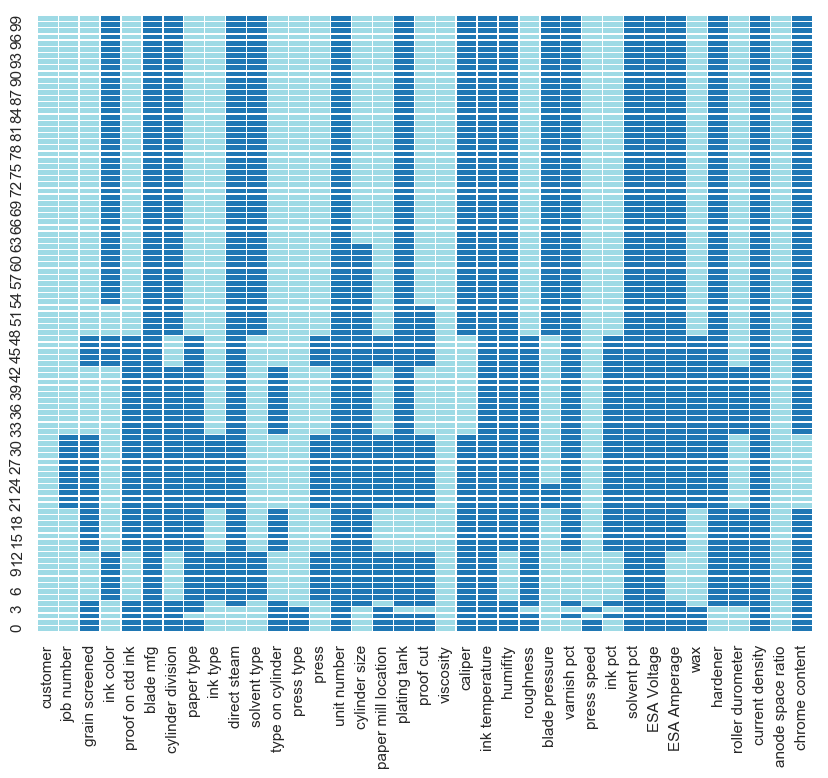 99
96
93
90
87
84
81
78
75
72
69
66
63
60
57
54
51
48
45
42
39
36
33
30
27
24
21
18
15
12
9
6
3
0
customer
job number
grain screened
ink color
proof on ctd ink
blade mfg
cylinder division
paper type
ink type
direct steam
solvent type
type on cylinder
press type
press
unit number
cylinder size
paper mill location
plating tank
proof cut
viscosity
caliper
ink temperature
humifity
roughness
blade pressure
varnish pct
press speed
ink pct
solvent pct
ESA Voltage
ESA Amperage
wax
hardener
roller durometer
current density
anode space ratio
chrome content